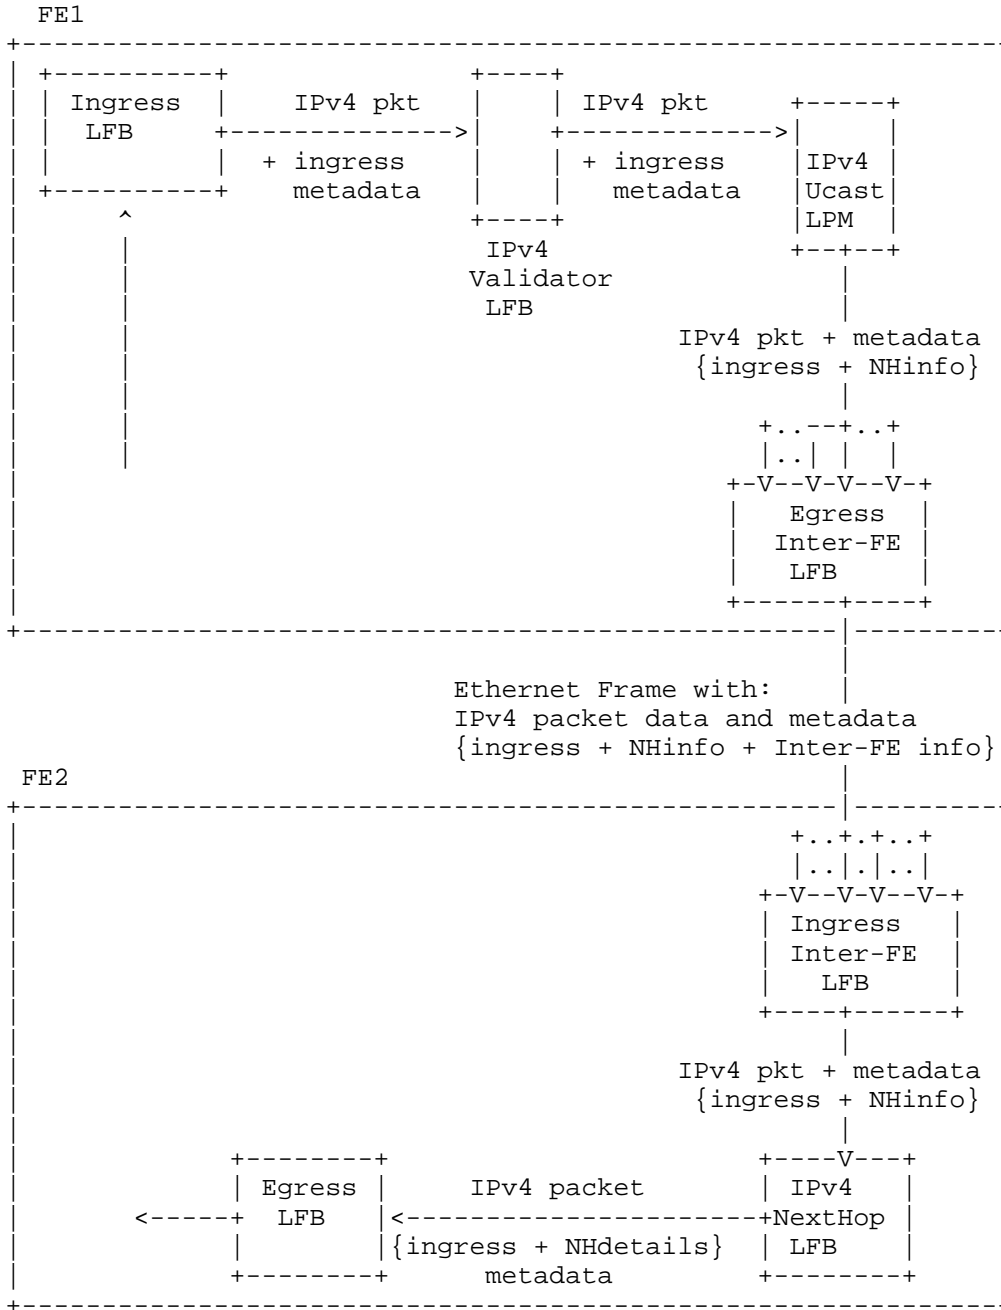 FE1
Ingress IPv4 pkt IPv4 pkt
LFB
+ ingress + ingress IPv4
metadata metadata Ucast
LPM
IPv4
Validator
LFB
IPv4 pkt + metadata
{ingress + NHinfo}
Egress
Inter-FE
LFB
Ethernet Frame with:
IPv4 packet data and metadata
{ingress + NHinfo + Inter-FE info}
FE2
Ingress
Inter-FE
LFB
IPv4 pkt + metadata
{ingress + NHinfo}
Egress IPv4 packet IPv4
LFB NextHop
{ingress + NHdetails} LFB
metadata